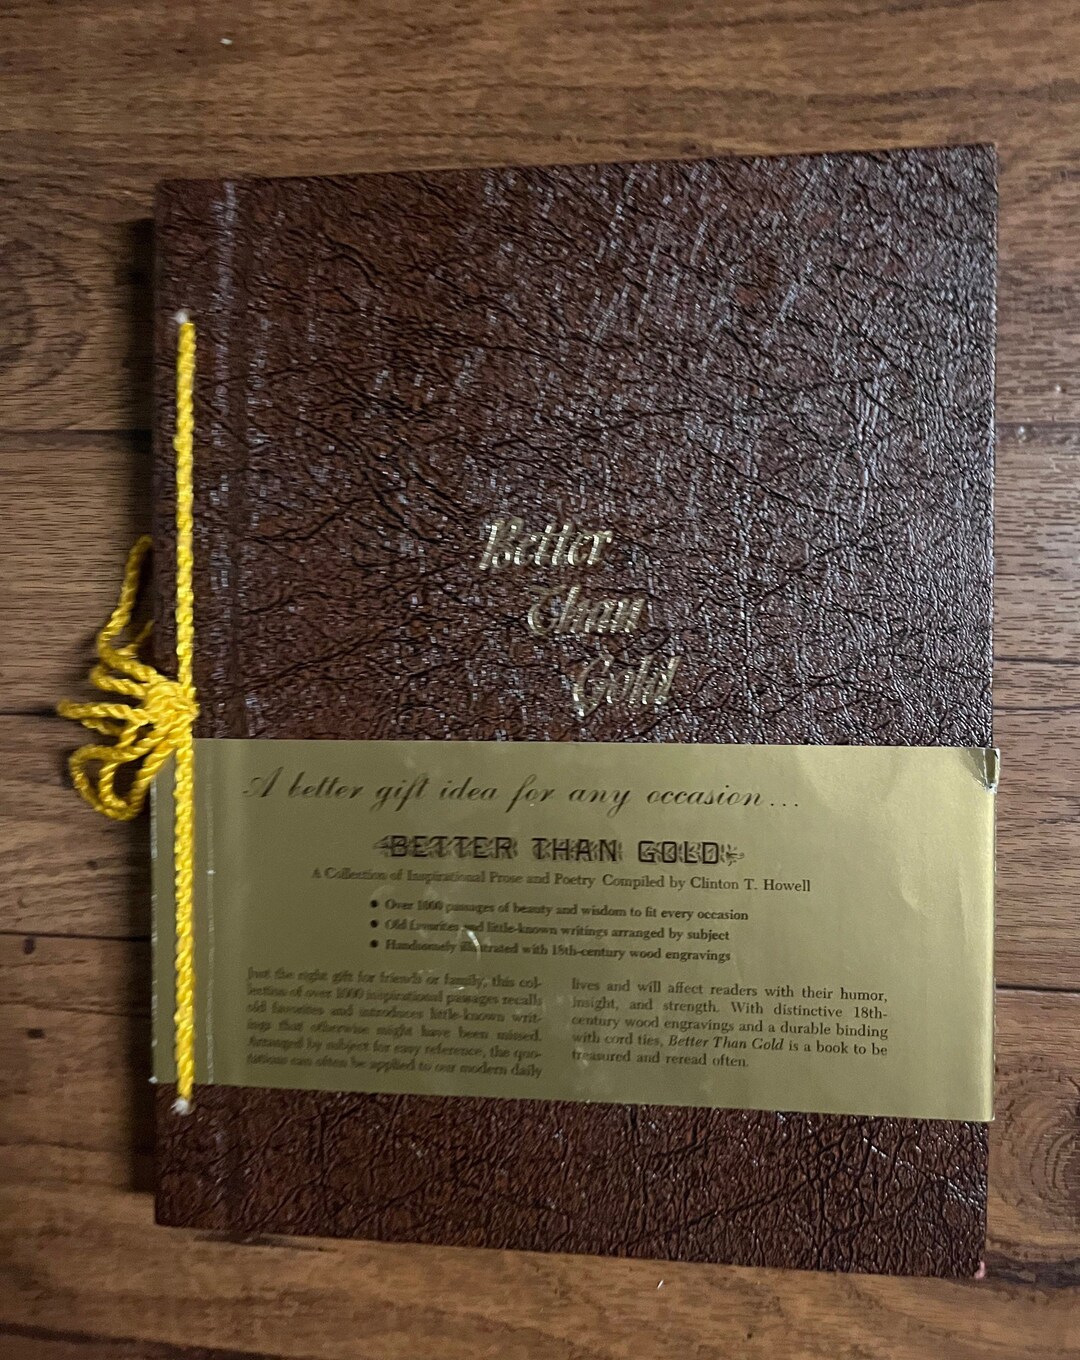 Better
Than
Gold
A better gift idea for any occasion...
BETTER THAN GOLD
A Collection of Inspirational Prose and Poetry Compiled by Clinton T. Howell
● Over 1000 passages of beauty and wisdom to fit every occasion
● Old favorites and little-known writings arranged by subject
● Handsomely illustrated with 18th-century wood engravings
Just the right gift for friends or family, this col-
lection of over 1000 inspirational passages recalls
old favorites and introduces little-known writ-
ings that otherwise might have been missed.
Arranged by subject for easy reference, the quo-
tations can often be applied to our modern daily
lives and will affect readers with their humor,
insight, and strength. With distinctive 18th-
century wood engravings and a durable binding
with cord ties, Better Than Gold is a book to be
treasured and reread often.